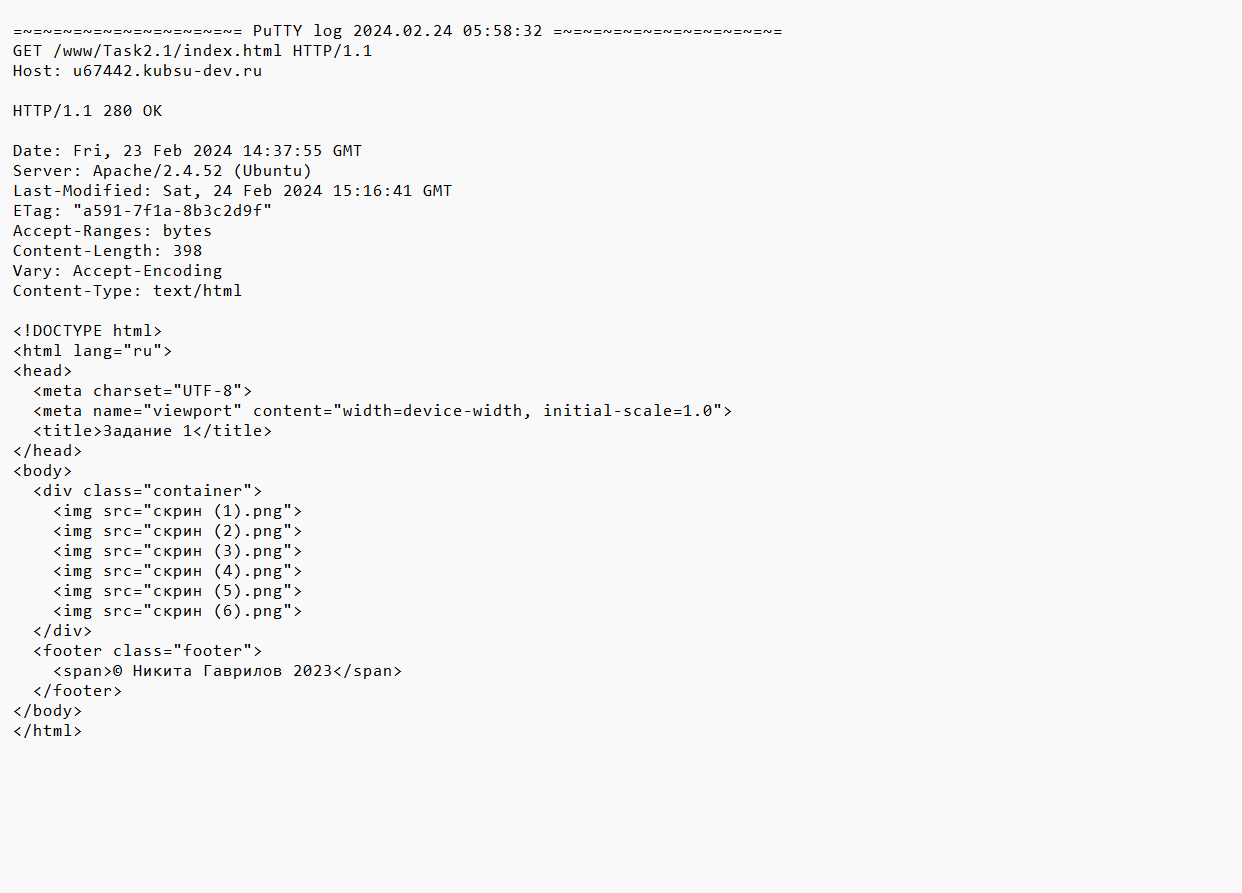 =~=~=~=~=~=~=~=~=~=~=~= PuTTY log 2024.02.24 05:58:32 =~=~=~=~=~=~=~=~=~=~=~=
GET /www/Task2.1/index.html HTTP/1.1
Host: u67442.kubsu-dev.ru

HTTP/1.1 280 OK

Date: Fri, 23 Feb 2024 14:37:55 GMT
Server: Apache/2.4.52 (Ubuntu)
Last-Modified: Sat, 24 Feb 2024 15:16:41 GMT
ETag: "a591-7f1a-8b3c2d9f"
Accept-Ranges: bytes
Content-Length: 398
Vary: Accept-Encoding
Content-Type: text/html

<!DOCTYPE html>
<html lang="ru">
<head>
  <meta charset="UTF-8">
  <meta name="viewport" content="width=device-width, initial-scale=1.0">
  <title>Задание 1</title>
</head>
<body>
  <div class="container">
    <img src="скрин (1).png">
    <img src="скрин (2).png">
    <img src="скрин (3).png">
    <img src="скрин (4).png">
    <img src="скрин (5).png">
    <img src="скрин (6).png">
  </div>
  <footer class="footer">
    <span>© Никита Гаврилов 2023</span>
  </footer>
</body>
</html>